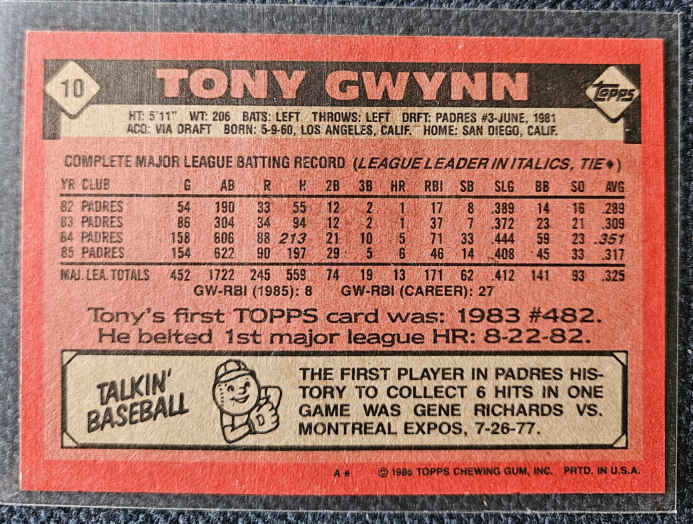 10 TONY GWYNN Topps
HT: 5'11" WT: 206 BATS: LEFT THROWS: LEFT DRFT: PADRES #3-JUNE, 1981
ACQ: VIA DRAFT BORN: 5-9-60, LOS ANGELES, CALIF. HOME: SAN DIEGO, CALIF.
COMPLETE MAJOR LEAGUE BATTING RECORD (LEAGUE LEADER IN ITALICS, TIE♦)
YR CLUB G AB R H 2B 3B HR RBI SB SLG BB SO AVG
82 PADRES 54 190 33 55 12 2 1 17 8 .389 14 16 .289
83 PADRES 86 304 34 94 12 2 1 37 7 .372 23 21 .309
84 PADRES 158 606 88 213 21 10 5 71 33 .444 59 23 .351
85 PADRES 154 622 90 197 29 5 6 46 14 .408 45 33 .317
MAJ. LEA. TOTALS 452 1722 245 559 74 19 13 171 62 .412 141 93 .325
GW-RBI (1985): 8 GW-RBI (CAREER): 27
Tony's first TOPPS card was: 1983 #482.
He belted 1st major league HR: 8-22-82.
TALKIN'
BASEBALL
D
THE FIRST PLAYER IN PADRES HIS-
TORY TO COLLECT 6 HITS IN ONE
GAME WAS GENE RICHARDS VS.
MONTREAL EXPOS, 7-26-77.
A* © 1986 TOPPS CHEWING GUM, INC. PRTD. IN U.S.A.